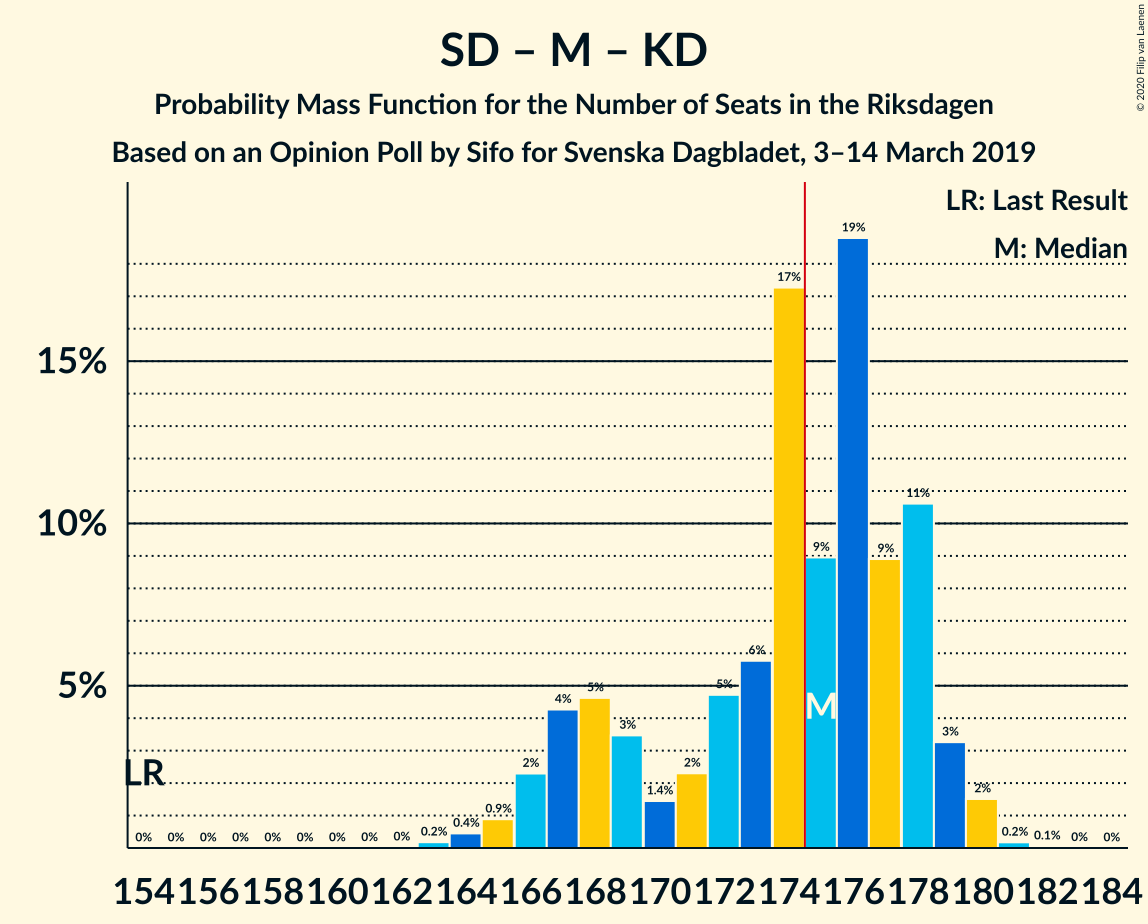 SD – M – KD
Probability Mass Function for the Number of Seats in the Riksdagen
Based on an Opinion Poll by Sifo for Svenska Dagbladet, 3–14 March 2019
© 2020 Filip van Laenen
LR: Last Result
M: Median
15%
10%
5%
LR
M
0% 0% 0% 0% 0% 0% 0% 0% 0% 0.2% 0.4% 0.9% 2% 4% 5% 3% 1.4% 2% 5% 6% 17% 9% 19% 9% 11% 3% 2% 0.2% 0.1% 0% 0%
154 156 158 160 162 164 166 168 170 172 174 176 178 180 182 184